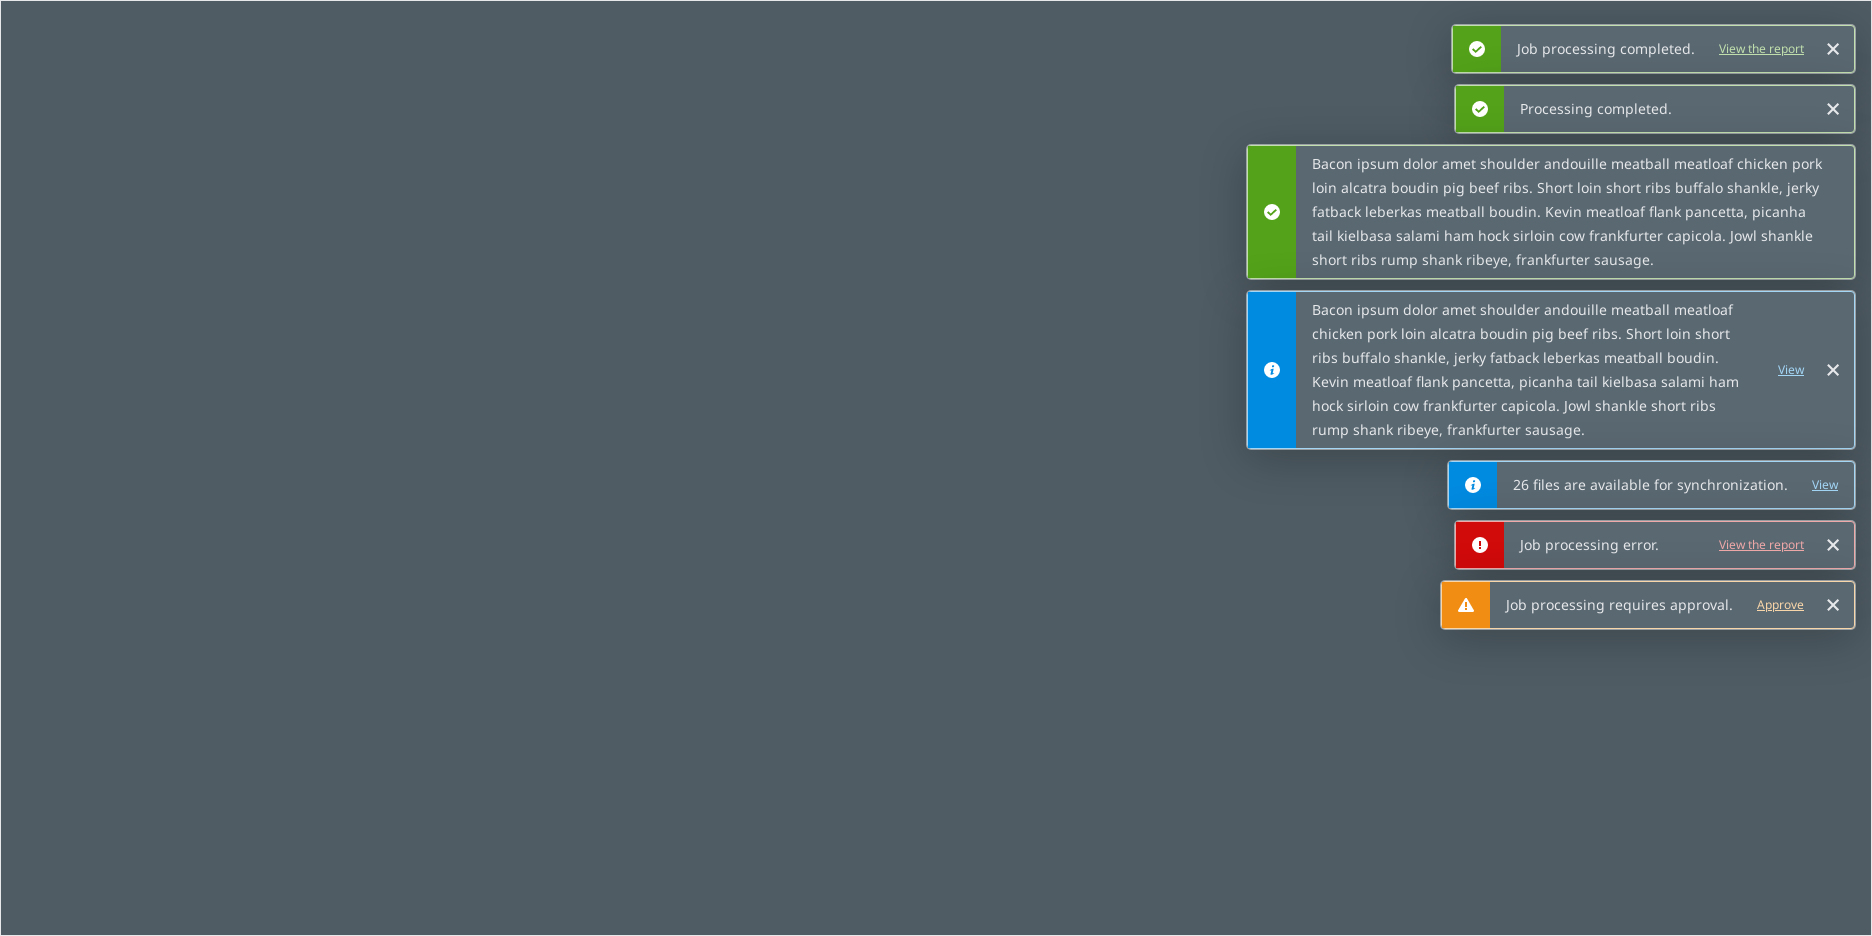 Job processing completed. View the report
Processing completed.
Bacon ipsum dolor amet shoulder andouille meatball meatloaf chicken pork
loin alcatra boudin pig beef ribs. Short loin short ribs buffalo shankle, jerky
fatback leberkas meatball boudin. Kevin meatloaf flank pancetta, picanha
tail kielbasa salami ham hock sirloin cow frankfurter capicola. Jowl shankle
short ribs rump shank ribeye, frankfurter sausage.
Bacon ipsum dolor amet shoulder andouille meatball meatloaf
chicken pork loin alcatra boudin pig beef ribs. Short loin short
ribs buffalo shankle, jerky fatback leberkas meatball boudin.
Kevin meatloaf flank pancetta, picanha tail kielbasa salami ham
hock sirloin cow frankfurter capicola. Jowl shankle short ribs
rump shank ribeye, frankfurter sausage.
View
26 files are available for synchronization. View
Job processing error. View the report
Job processing requires approval. Approve